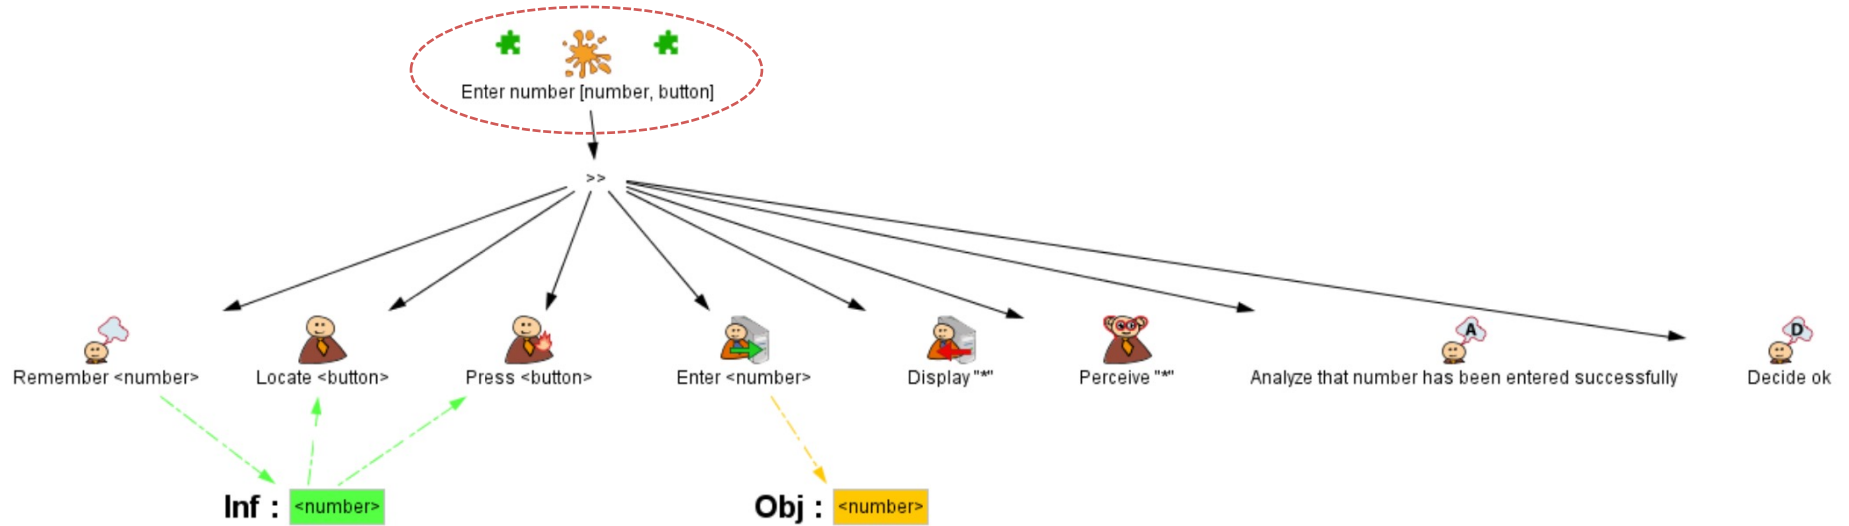 Enter number [number, button]
>>
Remember <number>
Locate <button>
Press <button>
Enter <number>
Display "*"
Perceive "*"
A
Analyze that number has been entered successfully
D
Decide ok
Inf : <number>
Obj : <number>